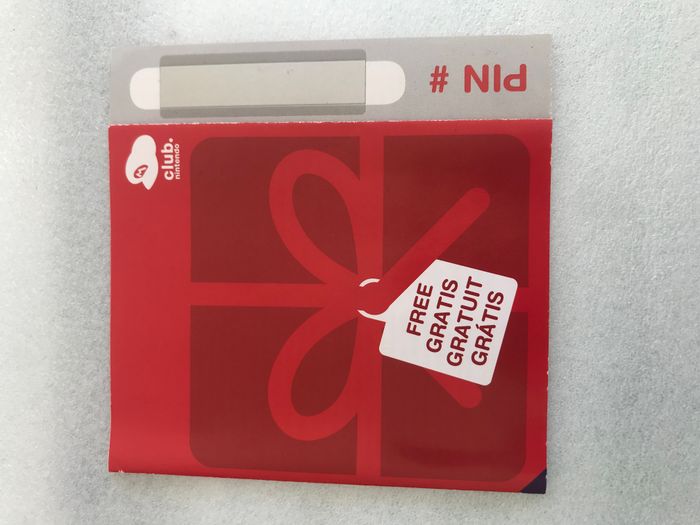 PIN #
club.
nintendo
FREE
GRATIS
GRATUIT
GRÁTIS